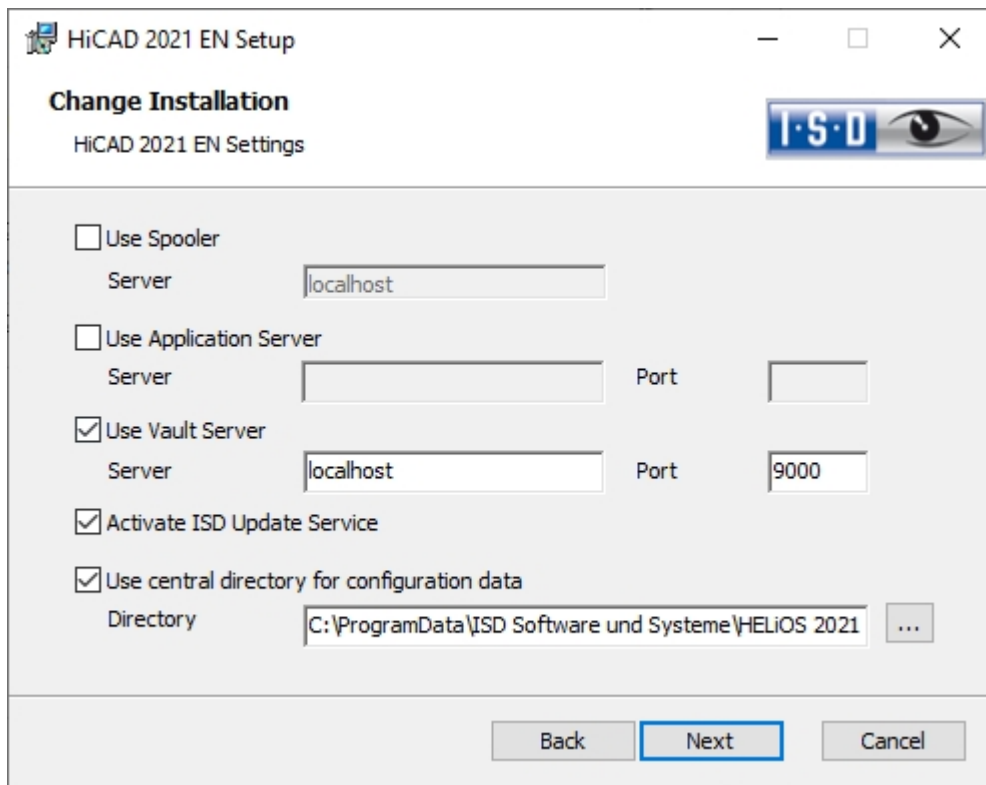 HiCAD 2021 EN Setup
Change Installation
HiCAD 2021 EN Settings
I·S·D
Use Spooler
Server localhost
Use Application Server
Server Port
Use Vault Server
Server localhost Port 9000
Activate ISD Update Service
Use central directory for configuration data
Directory C:\ProgramData\ISD Software und Systeme\HELiOS 2021 ...
Back Next Cancel